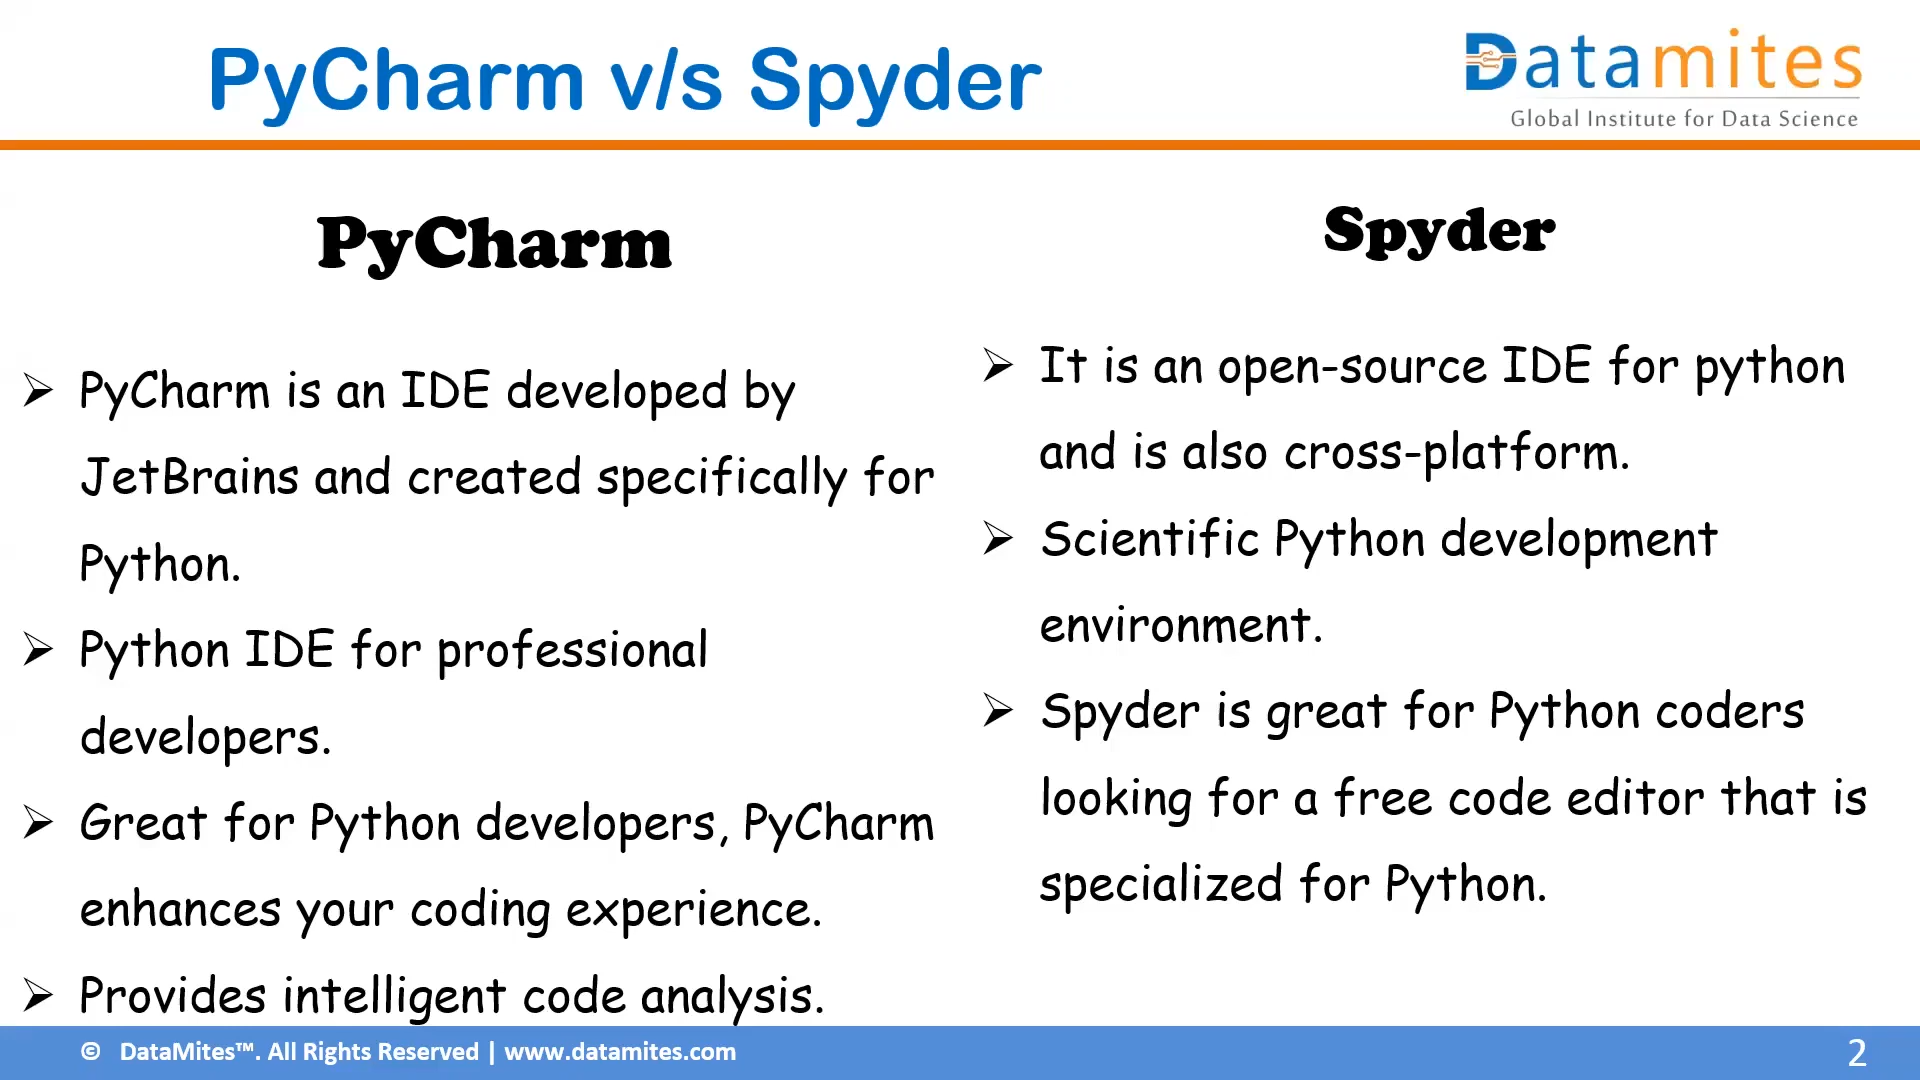 PyCharm v/s Spyder
Datamites
Global Institute for Data Science
PyCharm
PyCharm is an IDE developed by
JetBrains and created specifically for
Python.
Python IDE for professional
developers.
Great for Python developers, PyCharm
enhances your coding experience.
Provides intelligent code analysis.
Spyder
It is an open-source IDE for python
and is also cross-platform.
Scientific Python development
environment.
Spyder is great for Python coders
looking for a free code editor that is
specialized for Python.
© DataMites™. All Rights Reserved | www.datamites.com
2